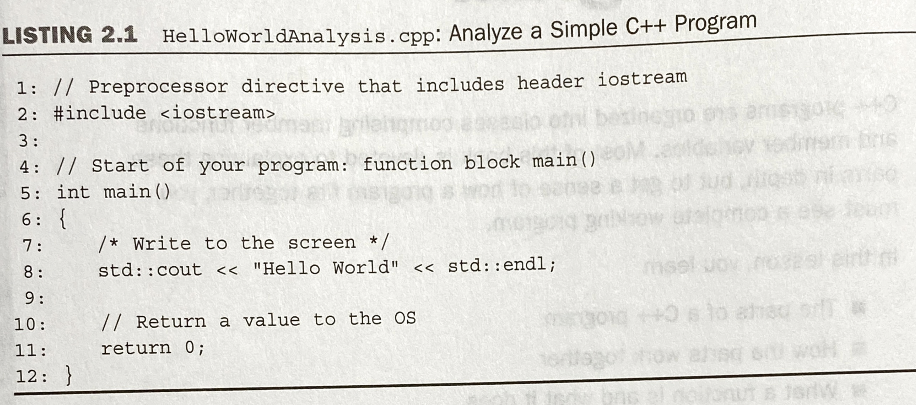 LISTING 2.1 HelloWorldAnalysis.cpp: Analyze a Simple C++ Program
1: // Preprocessor directive that includes header iostream
2: #include <iostream>
3:
4: // Start of your program: function block main()
5: int main()
6: {
7:     /* Write to the screen */
8:     std::cout << "Hello World" << std::endl;
9:
10:     // Return a value to the OS
11:     return 0;
12: }